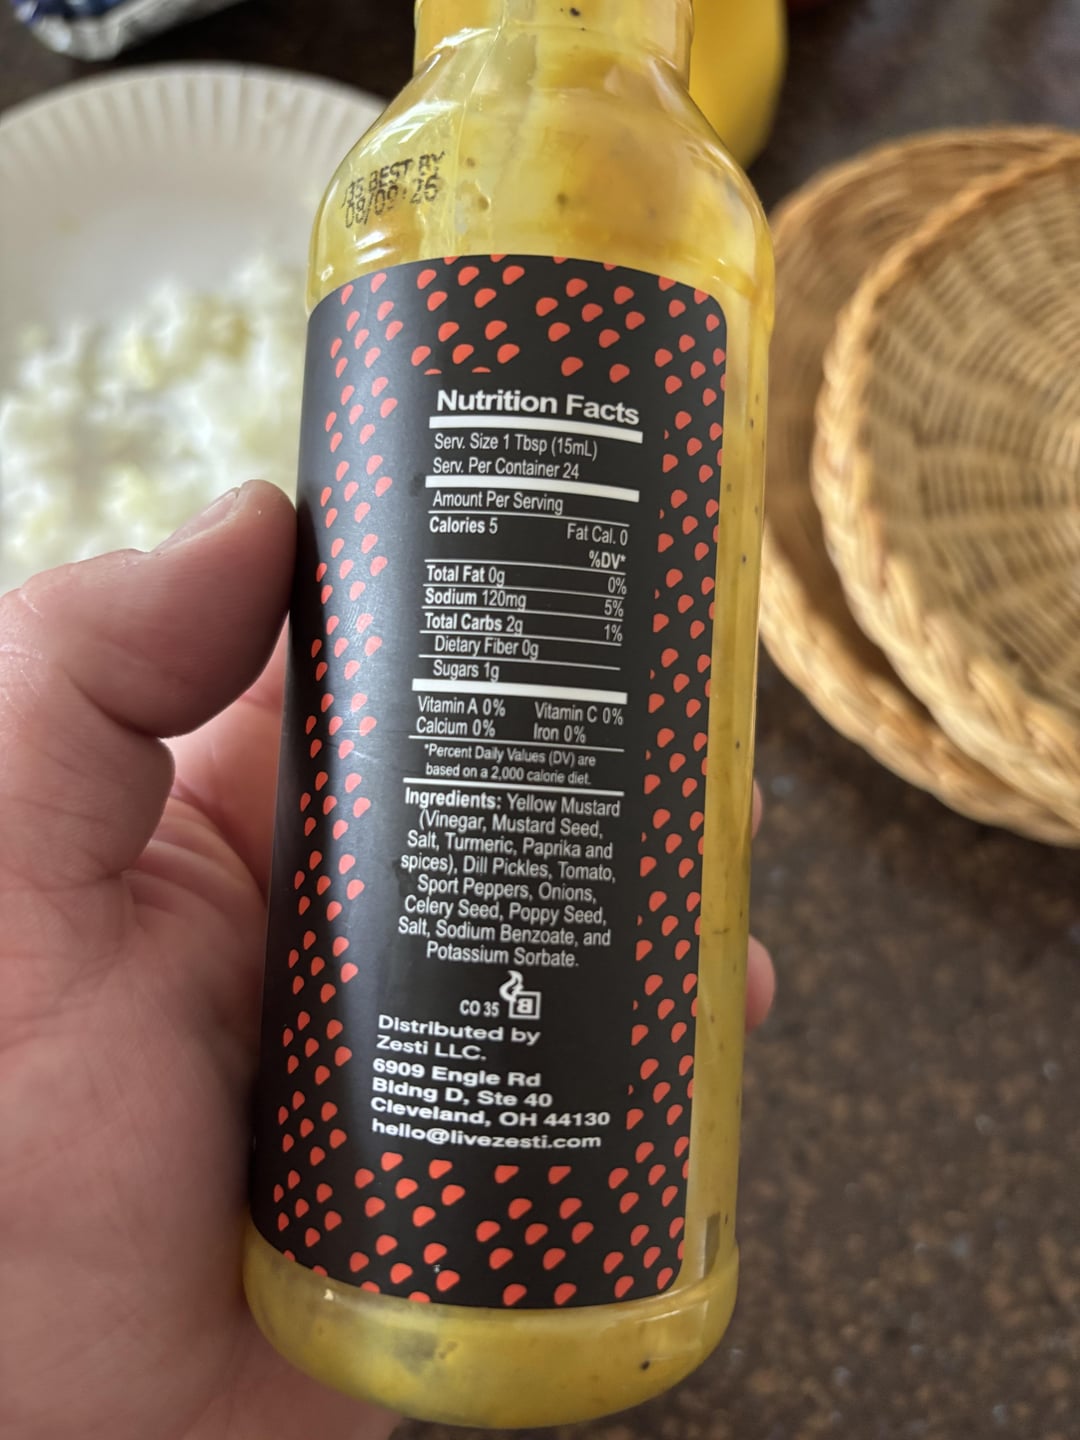 J35 BEST BY
08/09/26
Nutrition Facts
Serv. Size 1 Tbsp (15mL)
Serv. Per Container 24
Amount Per Serving
Calories 5 Fat Cal. 0
%DV*
Total Fat 0g 0%
Sodium 120mg 5%
Total Carbs 2g 1%
Dietary Fiber 0g
Sugars 1g
Vitamin A 0% Vitamin C 0%
Calcium 0% Iron 0%
*Percent Daily Values (DV) are
based on a 2,000 calorie diet.
Ingredients: Yellow Mustard
(Vinegar, Mustard Seed,
Salt, Turmeric, Paprika and
spices), Dill Pickles, Tomato,
Sport Peppers, Onions,
Celery Seed, Poppy Seed,
Salt, Sodium Benzoate, and
Potassium Sorbate.
CO 35 B
Distributed by
Zesti LLC.
6909 Engle Rd
Bldng D, Ste 40
Cleveland, OH 44130
hello@livezesti.com